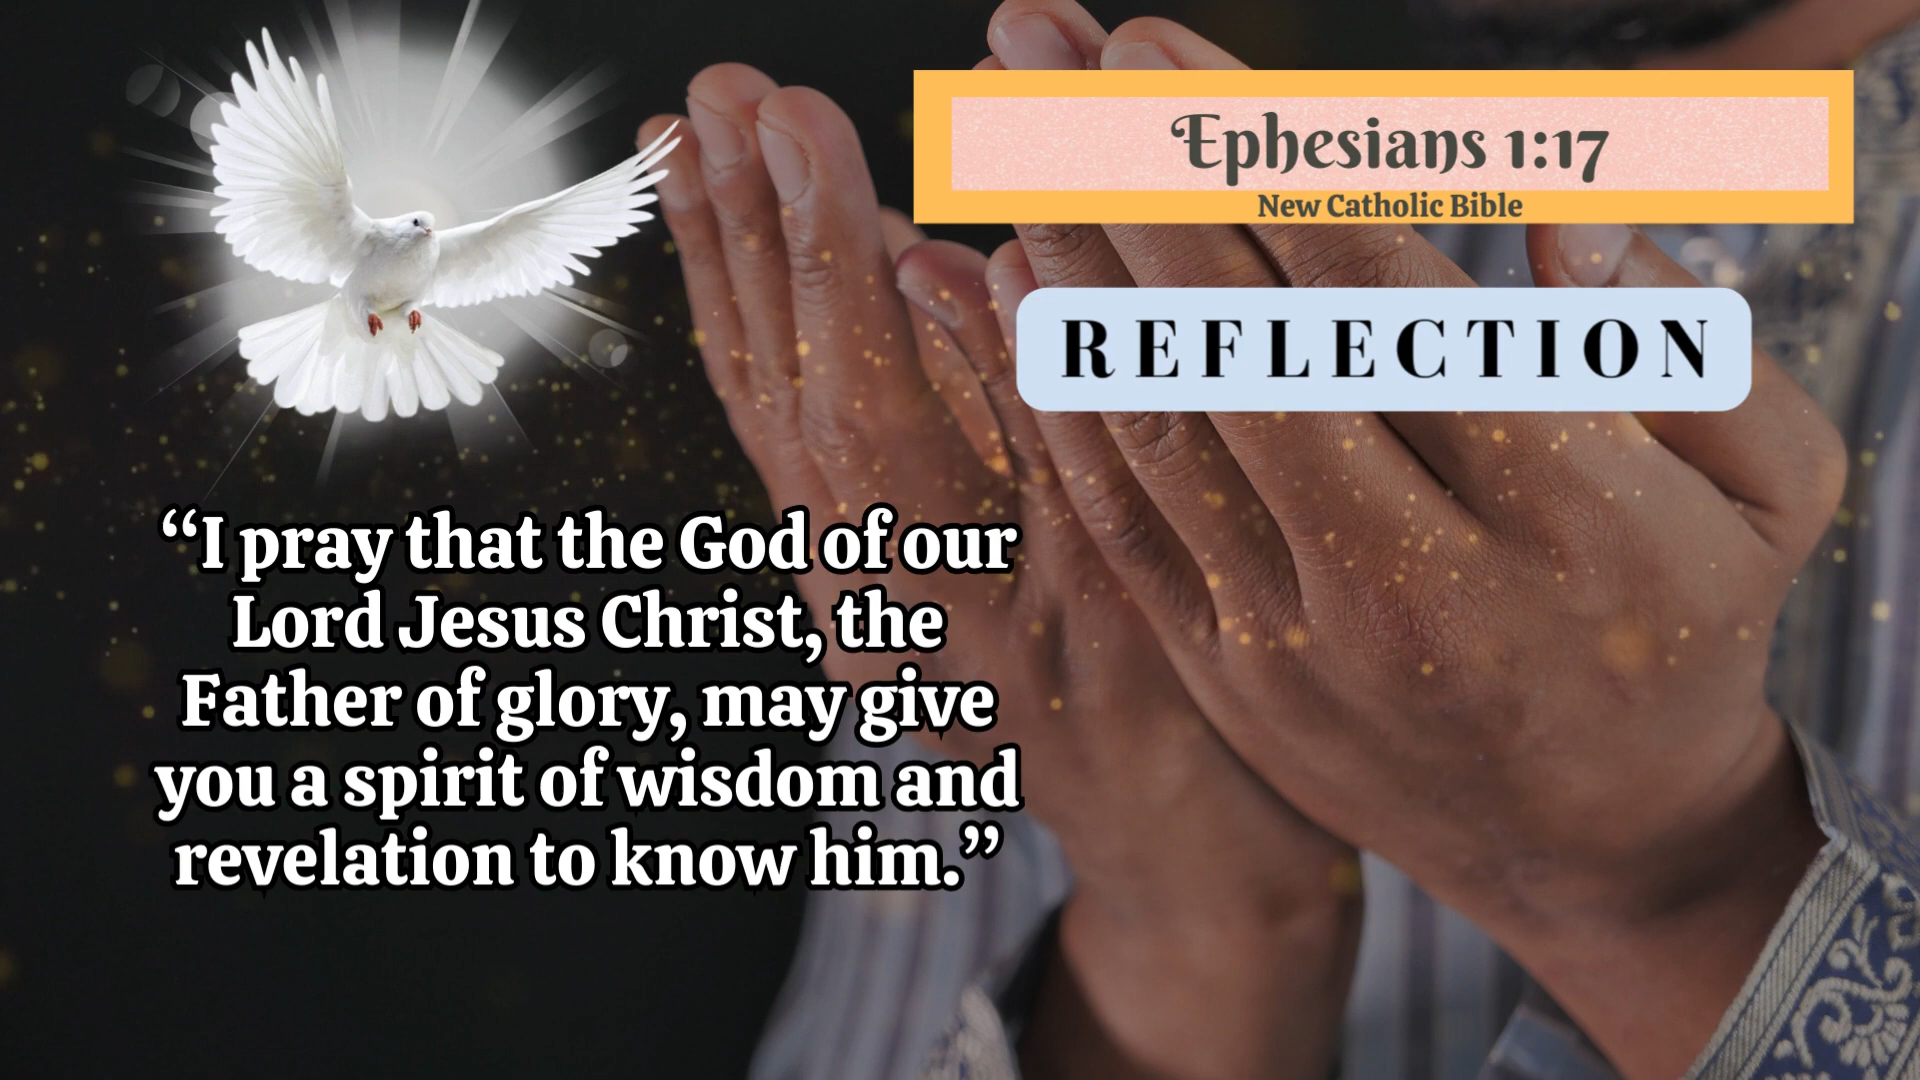 Ephesians 1:17
New Catholic Bible
REFLECTION
“I pray that the God of our
Lord Jesus Christ, the
Father of glory, may give
you a spirit of wisdom and
revelation to know him.”